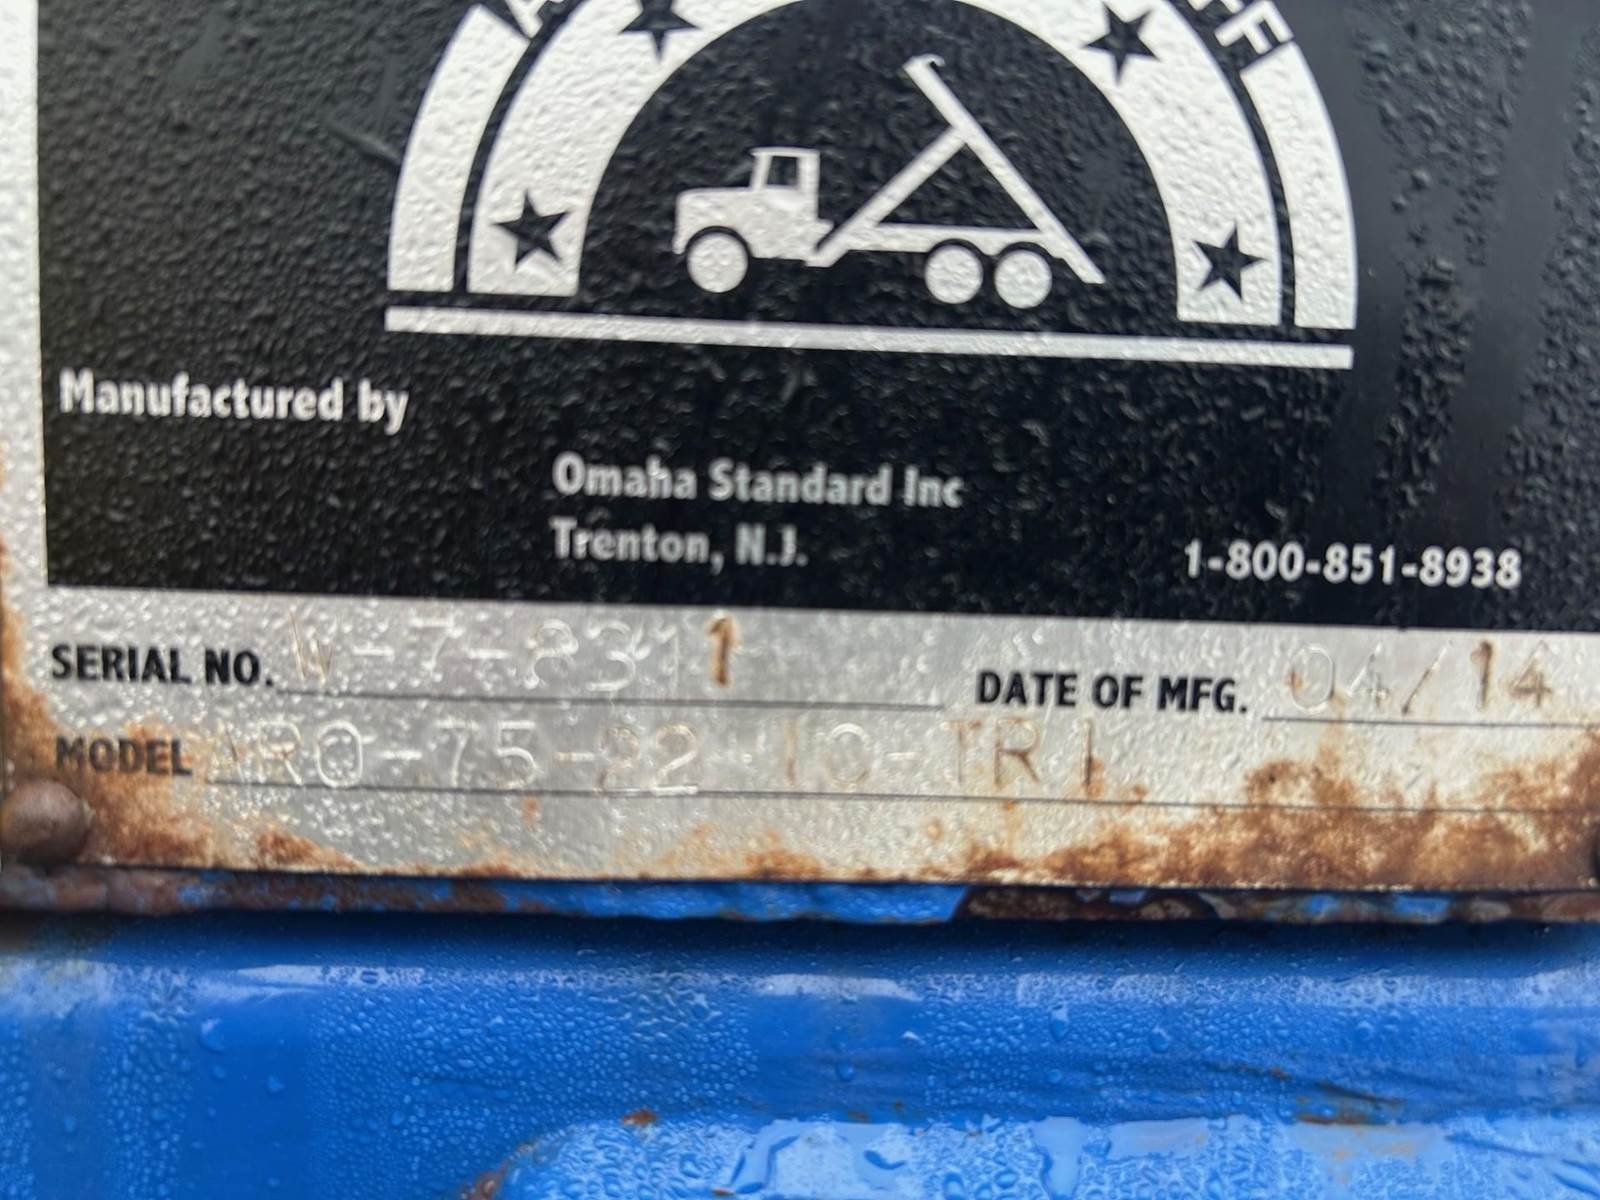 Manufactured by
Omaha Standard Inc
Trenton, N.J.
1-800-851-8938
SERIAL NO. W-7-8311 DATE OF MFG. 04/14
MODEL ARO-75-22-10-TRI